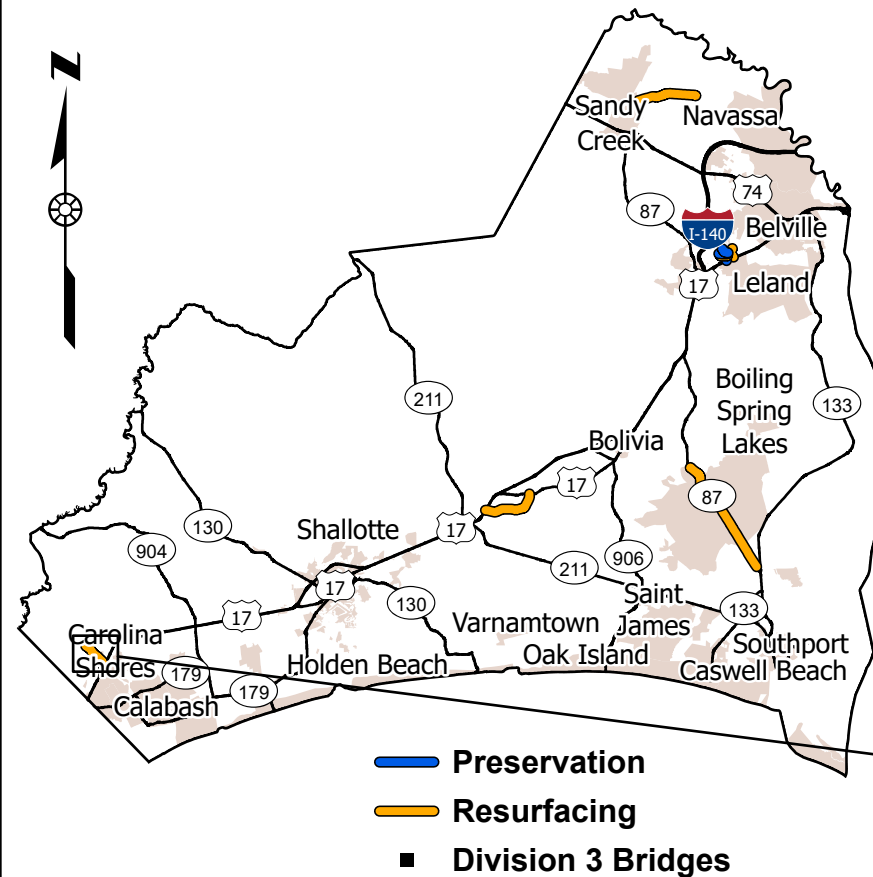 N
Sandy
Creek
Navassa
74
87
I-140
Belville
17
Leland
Boiling
Spring
Lakes
133
211
Bolivia
17
87
Shallotte
17
130
904
211
906
17
130
Saint
James
133
17
Carolina
Shores
Varnamtown
Oak Island
Southport
Caswell Beach
Holden Beach
179
179
Calabash
Preservation
Resurfacing
Division 3 Bridges